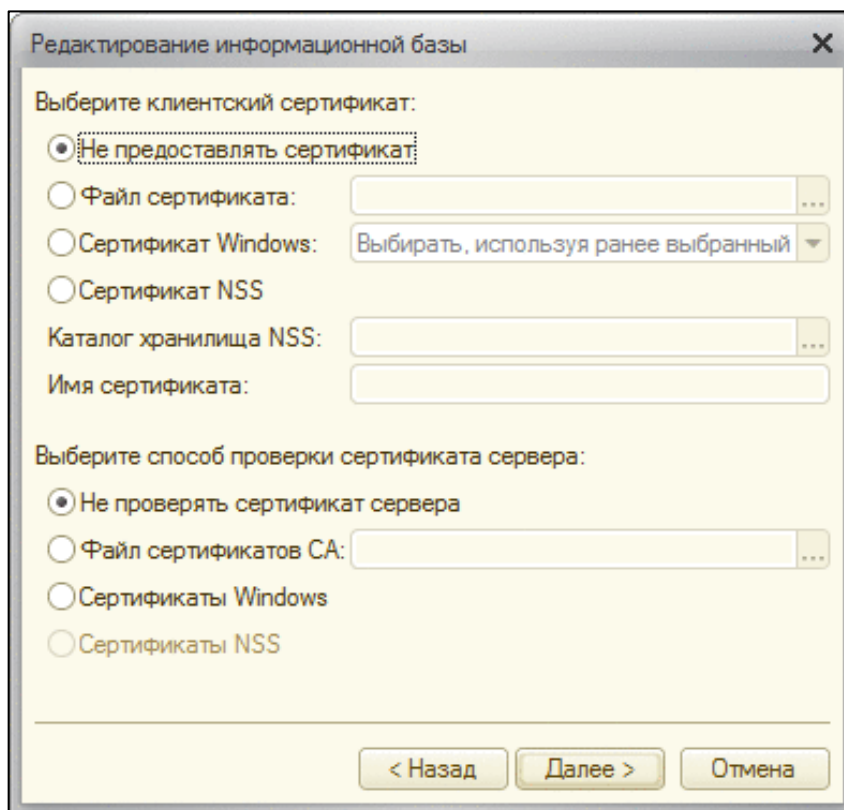 Редактирование информационной базы
Выберите клиентский сертификат:
Не предоставлять сертификат
Файл сертификата: ...
Сертификат Windows: Выбирать, используя ранее выбранный
Сертификат NSS
Каталог хранилища NSS: ...
Имя сертификата:
Выберите способ проверки сертификата сервера:
Не проверять сертификат сервера
Файл сертификатов CA: ...
Сертификаты Windows
Сертификаты NSS
< Назад Далее > Отмена